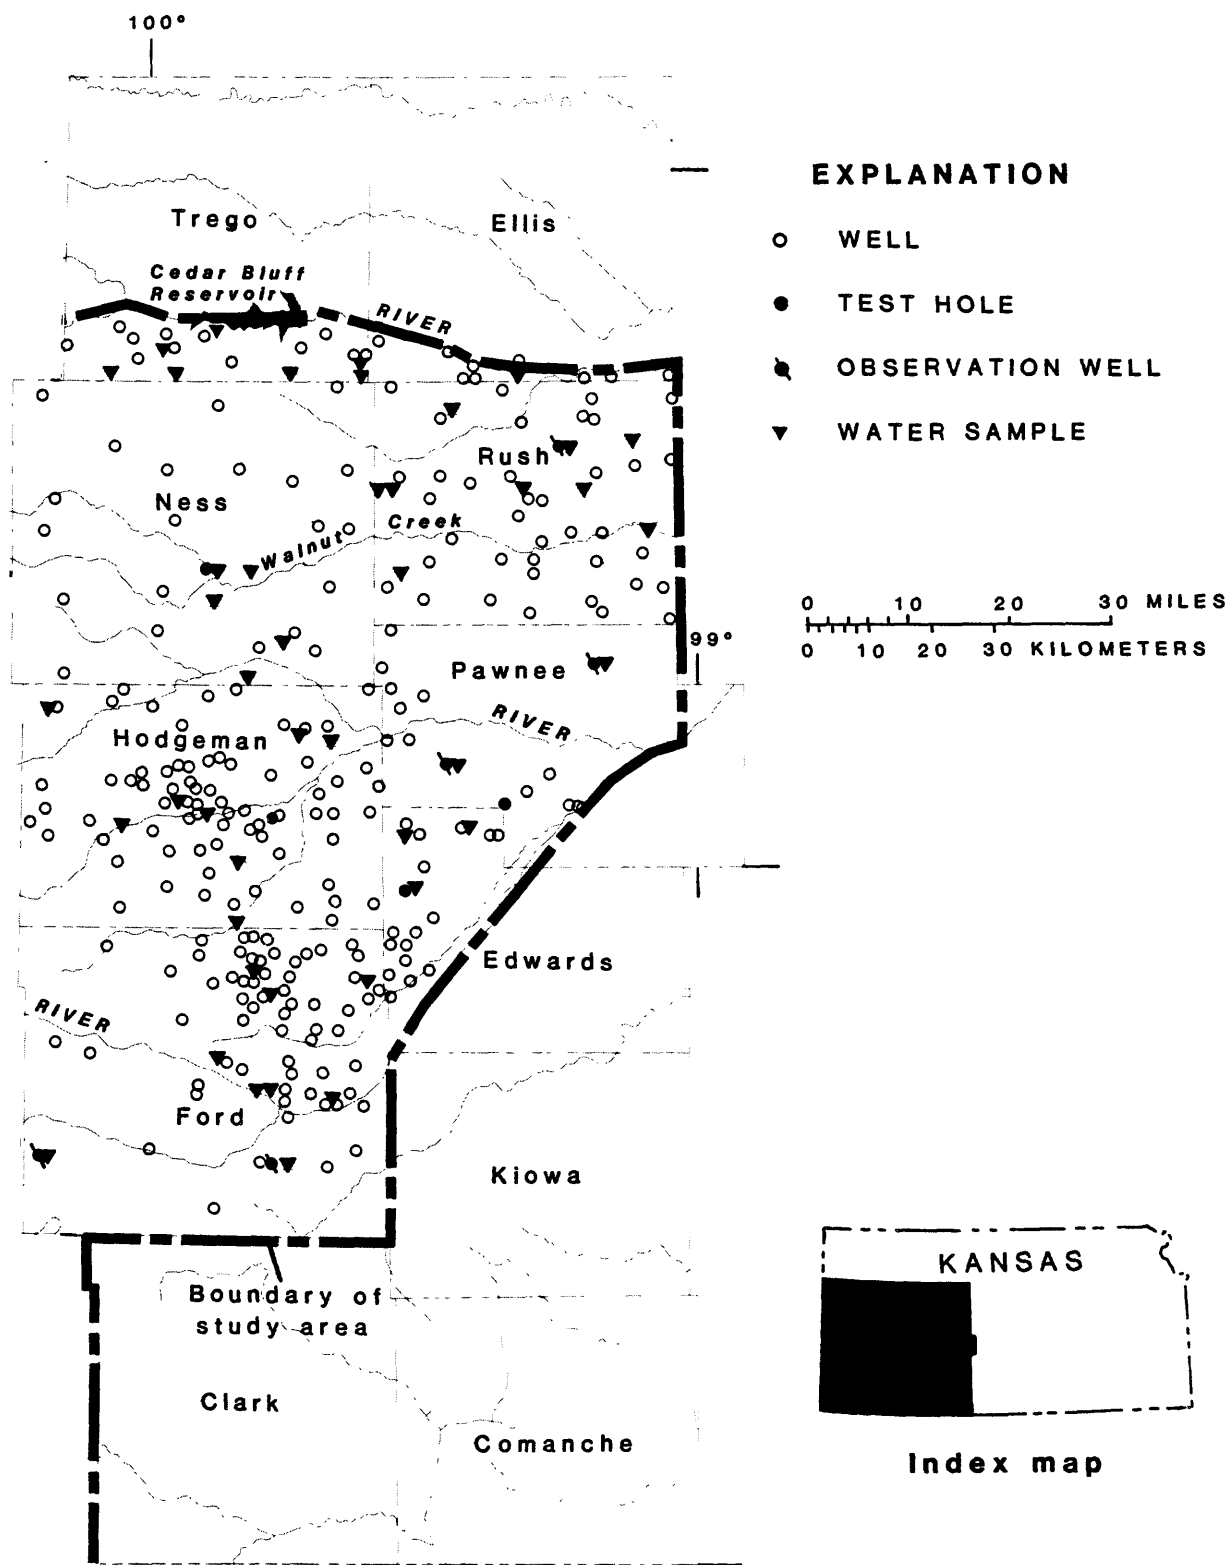 100°
Trego
Ellis
Cedar Bluff
Reservoir
RIVER
EXPLANATION
WELL
TEST HOLE
OBSERVATION WELL
WATER SAMPLE
Rush
Ness
Walnut Creek
0 10 20 30 MILES
0 10 20 30 KILOMETERS
99°
Pawnee
RIVER
Hodgeman
Edwards
RIVER
Ford
Kiowa
Boundary of
study area
Clark
Comanche
KANSAS
Index map